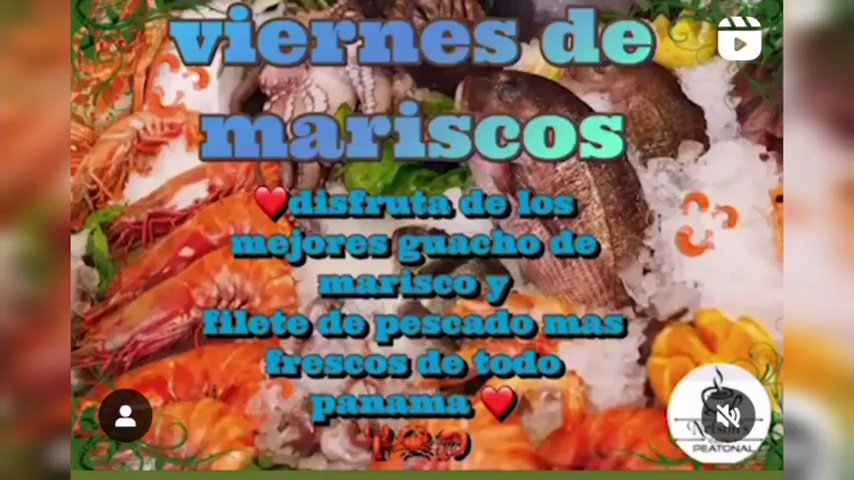 viernes de
mariscos
❤️disfruta de los
mejores guacho de
marisco y
filete de pescado mas
frescos de todo
panama ❤️
PEATONAL